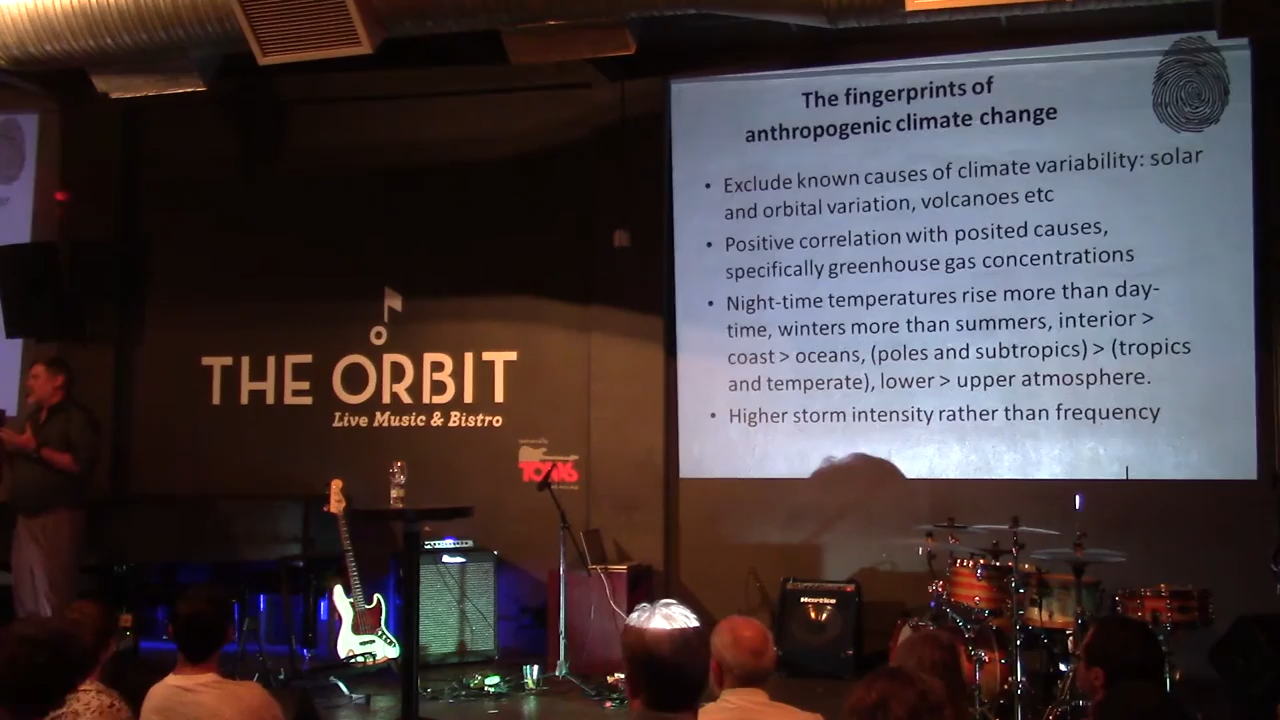 The fingerprints of
anthropogenic climate change
• Exclude known causes of climate variability: solar
and orbital variation, volcanoes etc
• Positive correlation with posited causes,
specifically greenhouse gas concentrations
• Night-time temperatures rise more than day-
time, winters more than summers, interior >
coast > oceans, (poles and subtropics) > (tropics
and temperate), lower > upper atmosphere.
• Higher storm intensity rather than frequency
THE ORBIT
Live Music & Bistro
TOMS
Hartke